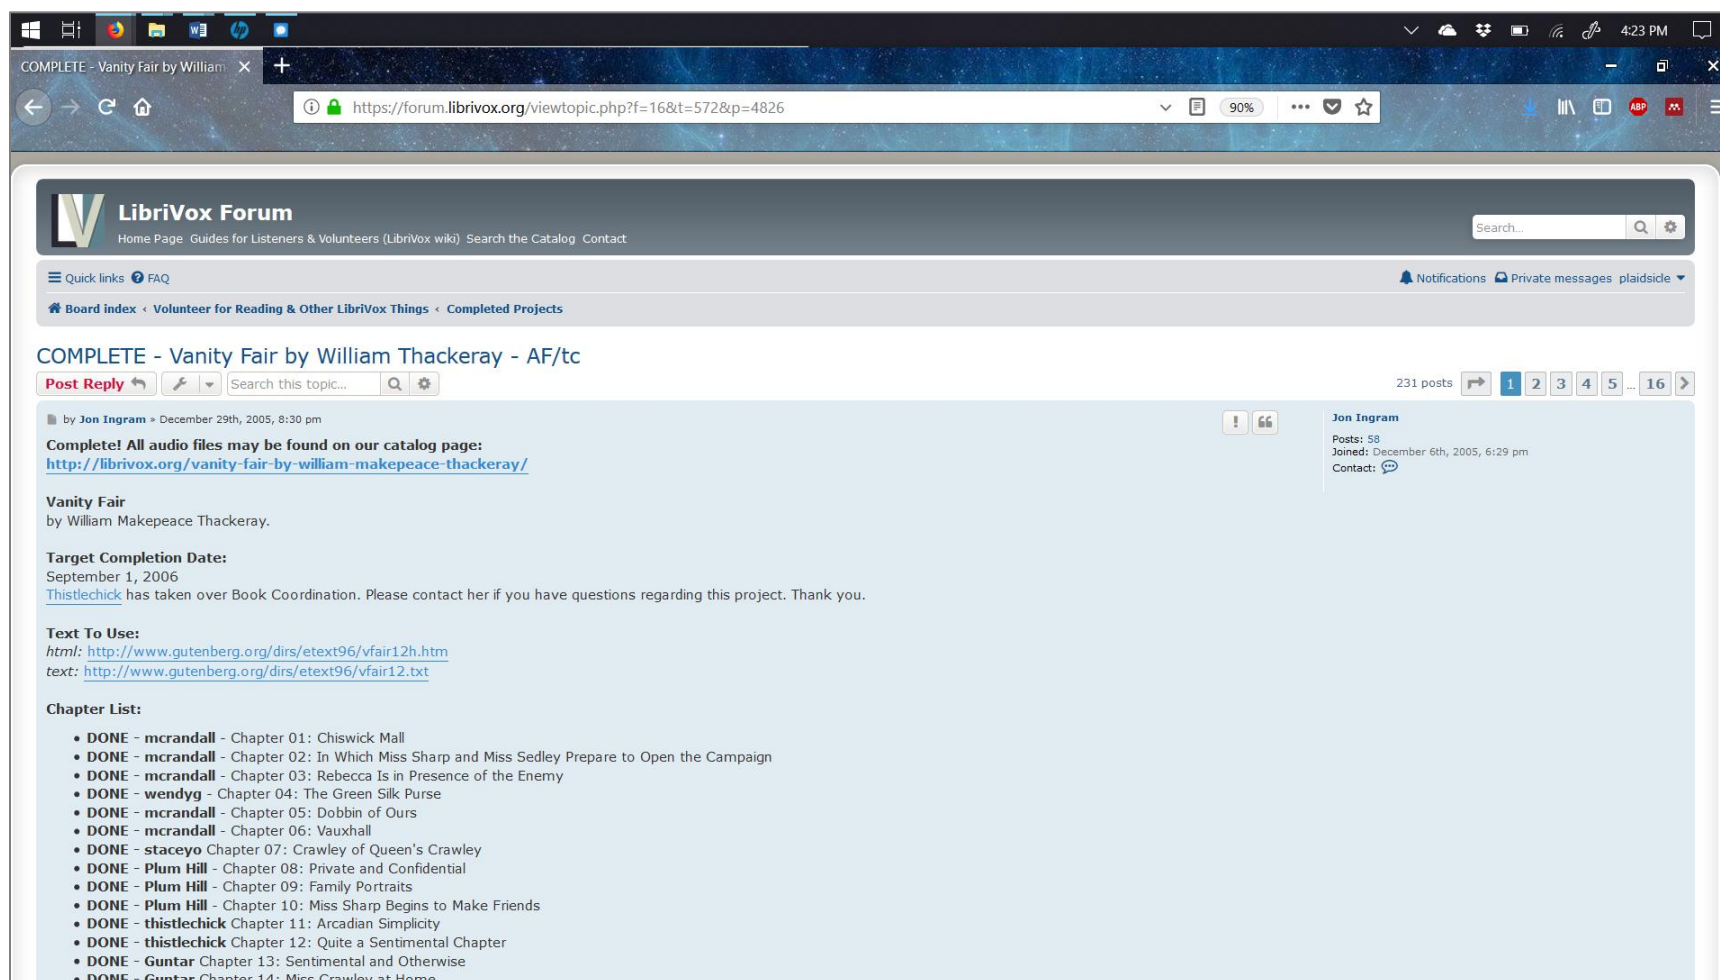 4:23 PM
COMPLETE - Vanity Fair by William
https://forum.librivox.org/viewtopic.php?f=16&t=572&p=4826
90%
ABP
LibriVox Forum
Home Page Guides for Listeners & Volunteers (LibriVox wiki) Search the Catalog Contact
Search...
Quick links FAQ
Notifications Private messages plaidsicle
Board index ‹ Volunteer for Reading & Other LibriVox Things ‹ Completed Projects
COMPLETE - Vanity Fair by William Thackeray - AF/tc
Post Reply Search this topic... 231 posts 1 2 3 4 5 ... 16
by Jon Ingram » December 29th, 2005, 8:30 pm
Complete! All audio files may be found on our catalog page:
http://librivox.org/vanity-fair-by-william-makepeace-thackeray/
Vanity Fair
by William Makepeace Thackeray.
Target Completion Date:
September 1, 2006
Thistlechick has taken over Book Coordination. Please contact her if you have questions regarding this project. Thank you.
Text To Use:
html: http://www.gutenberg.org/dirs/etext96/vfair12h.htm
text: http://www.gutenberg.org/dirs/etext96/vfair12.txt
Chapter List:
• DONE - mcrandall - Chapter 01: Chiswick Mall
• DONE - mcrandall - Chapter 02: In Which Miss Sharp and Miss Sedley Prepare to Open the Campaign
• DONE - mcrandall - Chapter 03: Rebecca Is in Presence of the Enemy
• DONE - wendyg - Chapter 04: The Green Silk Purse
• DONE - mcrandall - Chapter 05: Dobbin of Ours
• DONE - mcrandall - Chapter 06: Vauxhall
• DONE - staceyo Chapter 07: Crawley of Queen's Crawley
• DONE - Plum Hill - Chapter 08: Private and Confidential
• DONE - Plum Hill - Chapter 09: Family Portraits
• DONE - Plum Hill - Chapter 10: Miss Sharp Begins to Make Friends
• DONE - thistlechick Chapter 11: Arcadian Simplicity
• DONE - thistlechick Chapter 12: Quite a Sentimental Chapter
• DONE - Guntar Chapter 13: Sentimental and Otherwise
• DONE - Guntar Chapter 14: Miss Crawley at Home
Jon Ingram
Posts: 58
Joined: December 6th, 2005, 6:29 pm
Contact: